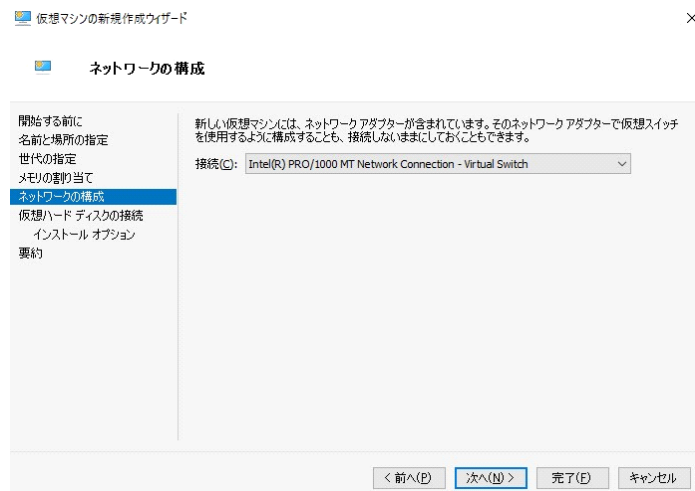 仮想マシンの新規作成ウィザード
ネットワークの構成
開始する前に
名前と場所の指定
世代の指定
メモリの割り当て
ネットワークの構成
仮想ハード ディスクの接続
インストール オプション
要約
新しい仮想マシンには、ネットワーク アダプターが含まれています。そのネットワーク アダプターで仮想スイッチ
を使用するように構成することも、接続しないままにしておくこともできます。
接続(C): Intel(R) PRO/1000 MT Network Connection - Virtual Switch
< 前へ(P) 次へ(N) > 完了(F) キャンセル